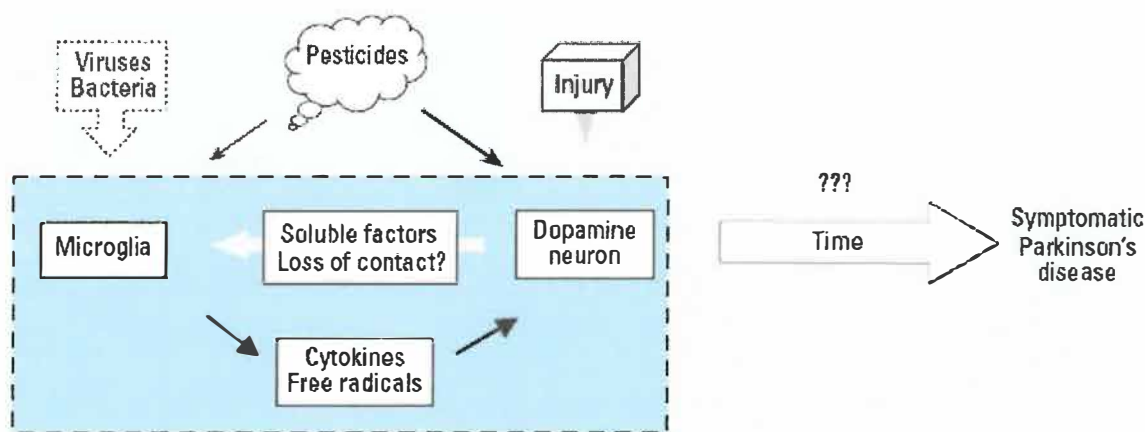 Viruses
Bacteria
Pesticides
Injury
Microglia
Soluble factors
Loss of contact?
Dopamine
neuron
Cytokines
Free radicals
???
Time
Symptomatic
Parkinson's
disease